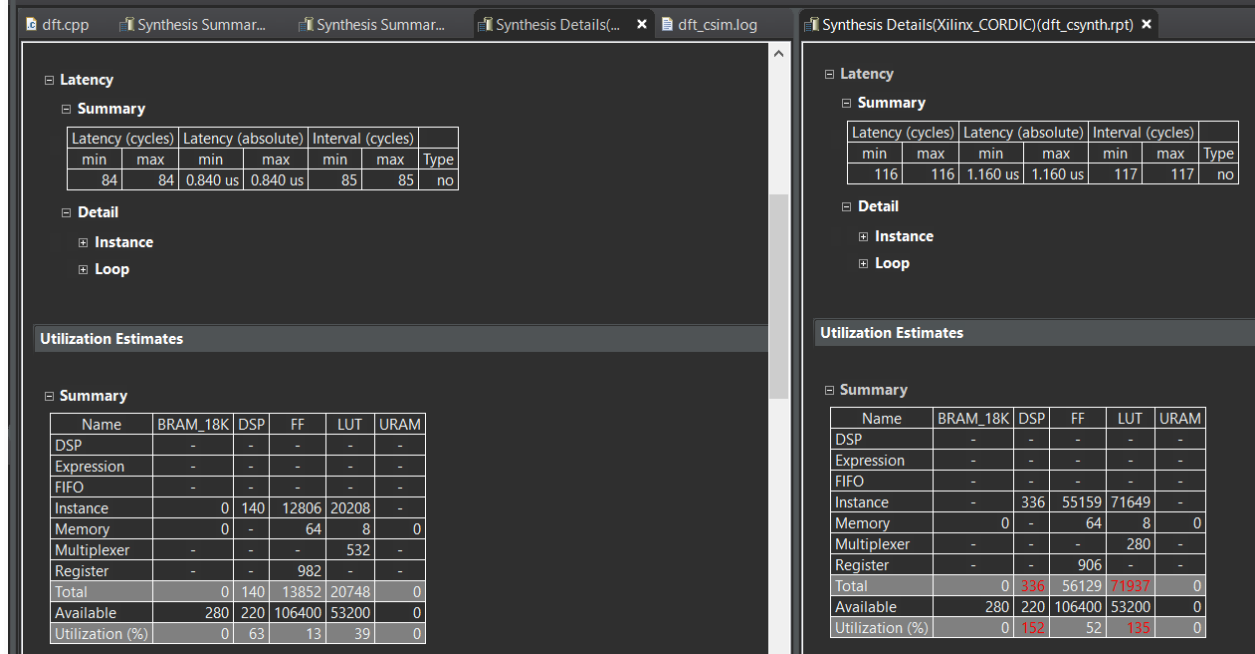 dft.cpp Synthesis Summar... Synthesis Summar... Synthesis Details(... × dft_csim.log
Latency
Summary
Latency (cycles) Latency (absolute) Interval (cycles)
min max min max min max Type
84 84 0.840 us 0.840 us 85 85 no
Detail
Instance
Loop
Utilization Estimates
Summary
Name BRAM_18K DSP FF LUT URAM
DSP - - - - -
Expression - - - - -
FIFO - - - - -
Instance 0 140 12806 20208 -
Memory 0 - 64 8 0
Multiplexer - - - 532 -
Register - - 982 - -
Total 0 140 13852 20748 0
Available 280 220 106400 53200 0
Utilization (%) 0 63 13 39 0
Synthesis Details(Xilinx_CORDIC)(dft_csynth.rpt) ×
Latency
Summary
Latency (cycles) Latency (absolute) Interval (cycles)
min max min max min max Type
116 116 1.160 us 1.160 us 117 117 no
Detail
Instance
Loop
Utilization Estimates
Summary
Name BRAM_18K DSP FF LUT URAM
DSP - - - - -
Expression - - - - -
FIFO - - - - -
Instance - 336 55159 71649 -
Memory 0 - 64 8 0
Multiplexer - - - 280 -
Register - - 906 - -
Total 0 336 56129 71937 0
Available 280 220 106400 53200 0
Utilization (%) 0 152 52 135 0